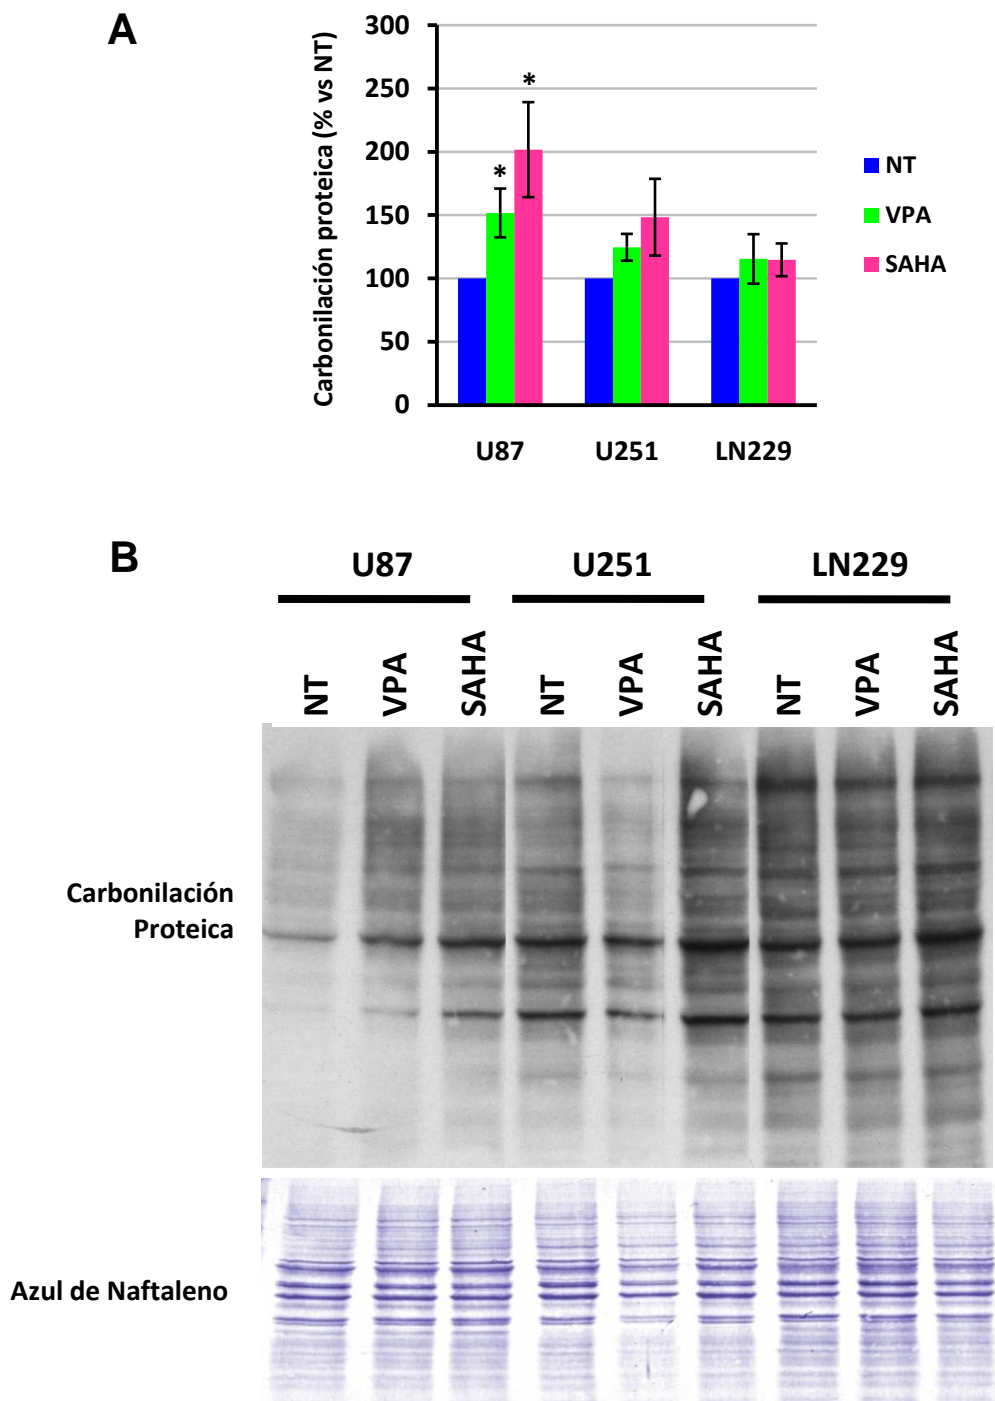 A
Carbonilación proteica (% vs NT)
300
250
200
150
100
50
0
*
*
U87
U251
LN229
NT
VPA
SAHA
B
U87
U251
LN229
NT
VPA
SAHA
NT
VPA
SAHA
NT
VPA
SAHA
Carbonilación
Proteica
Azul de Naftaleno